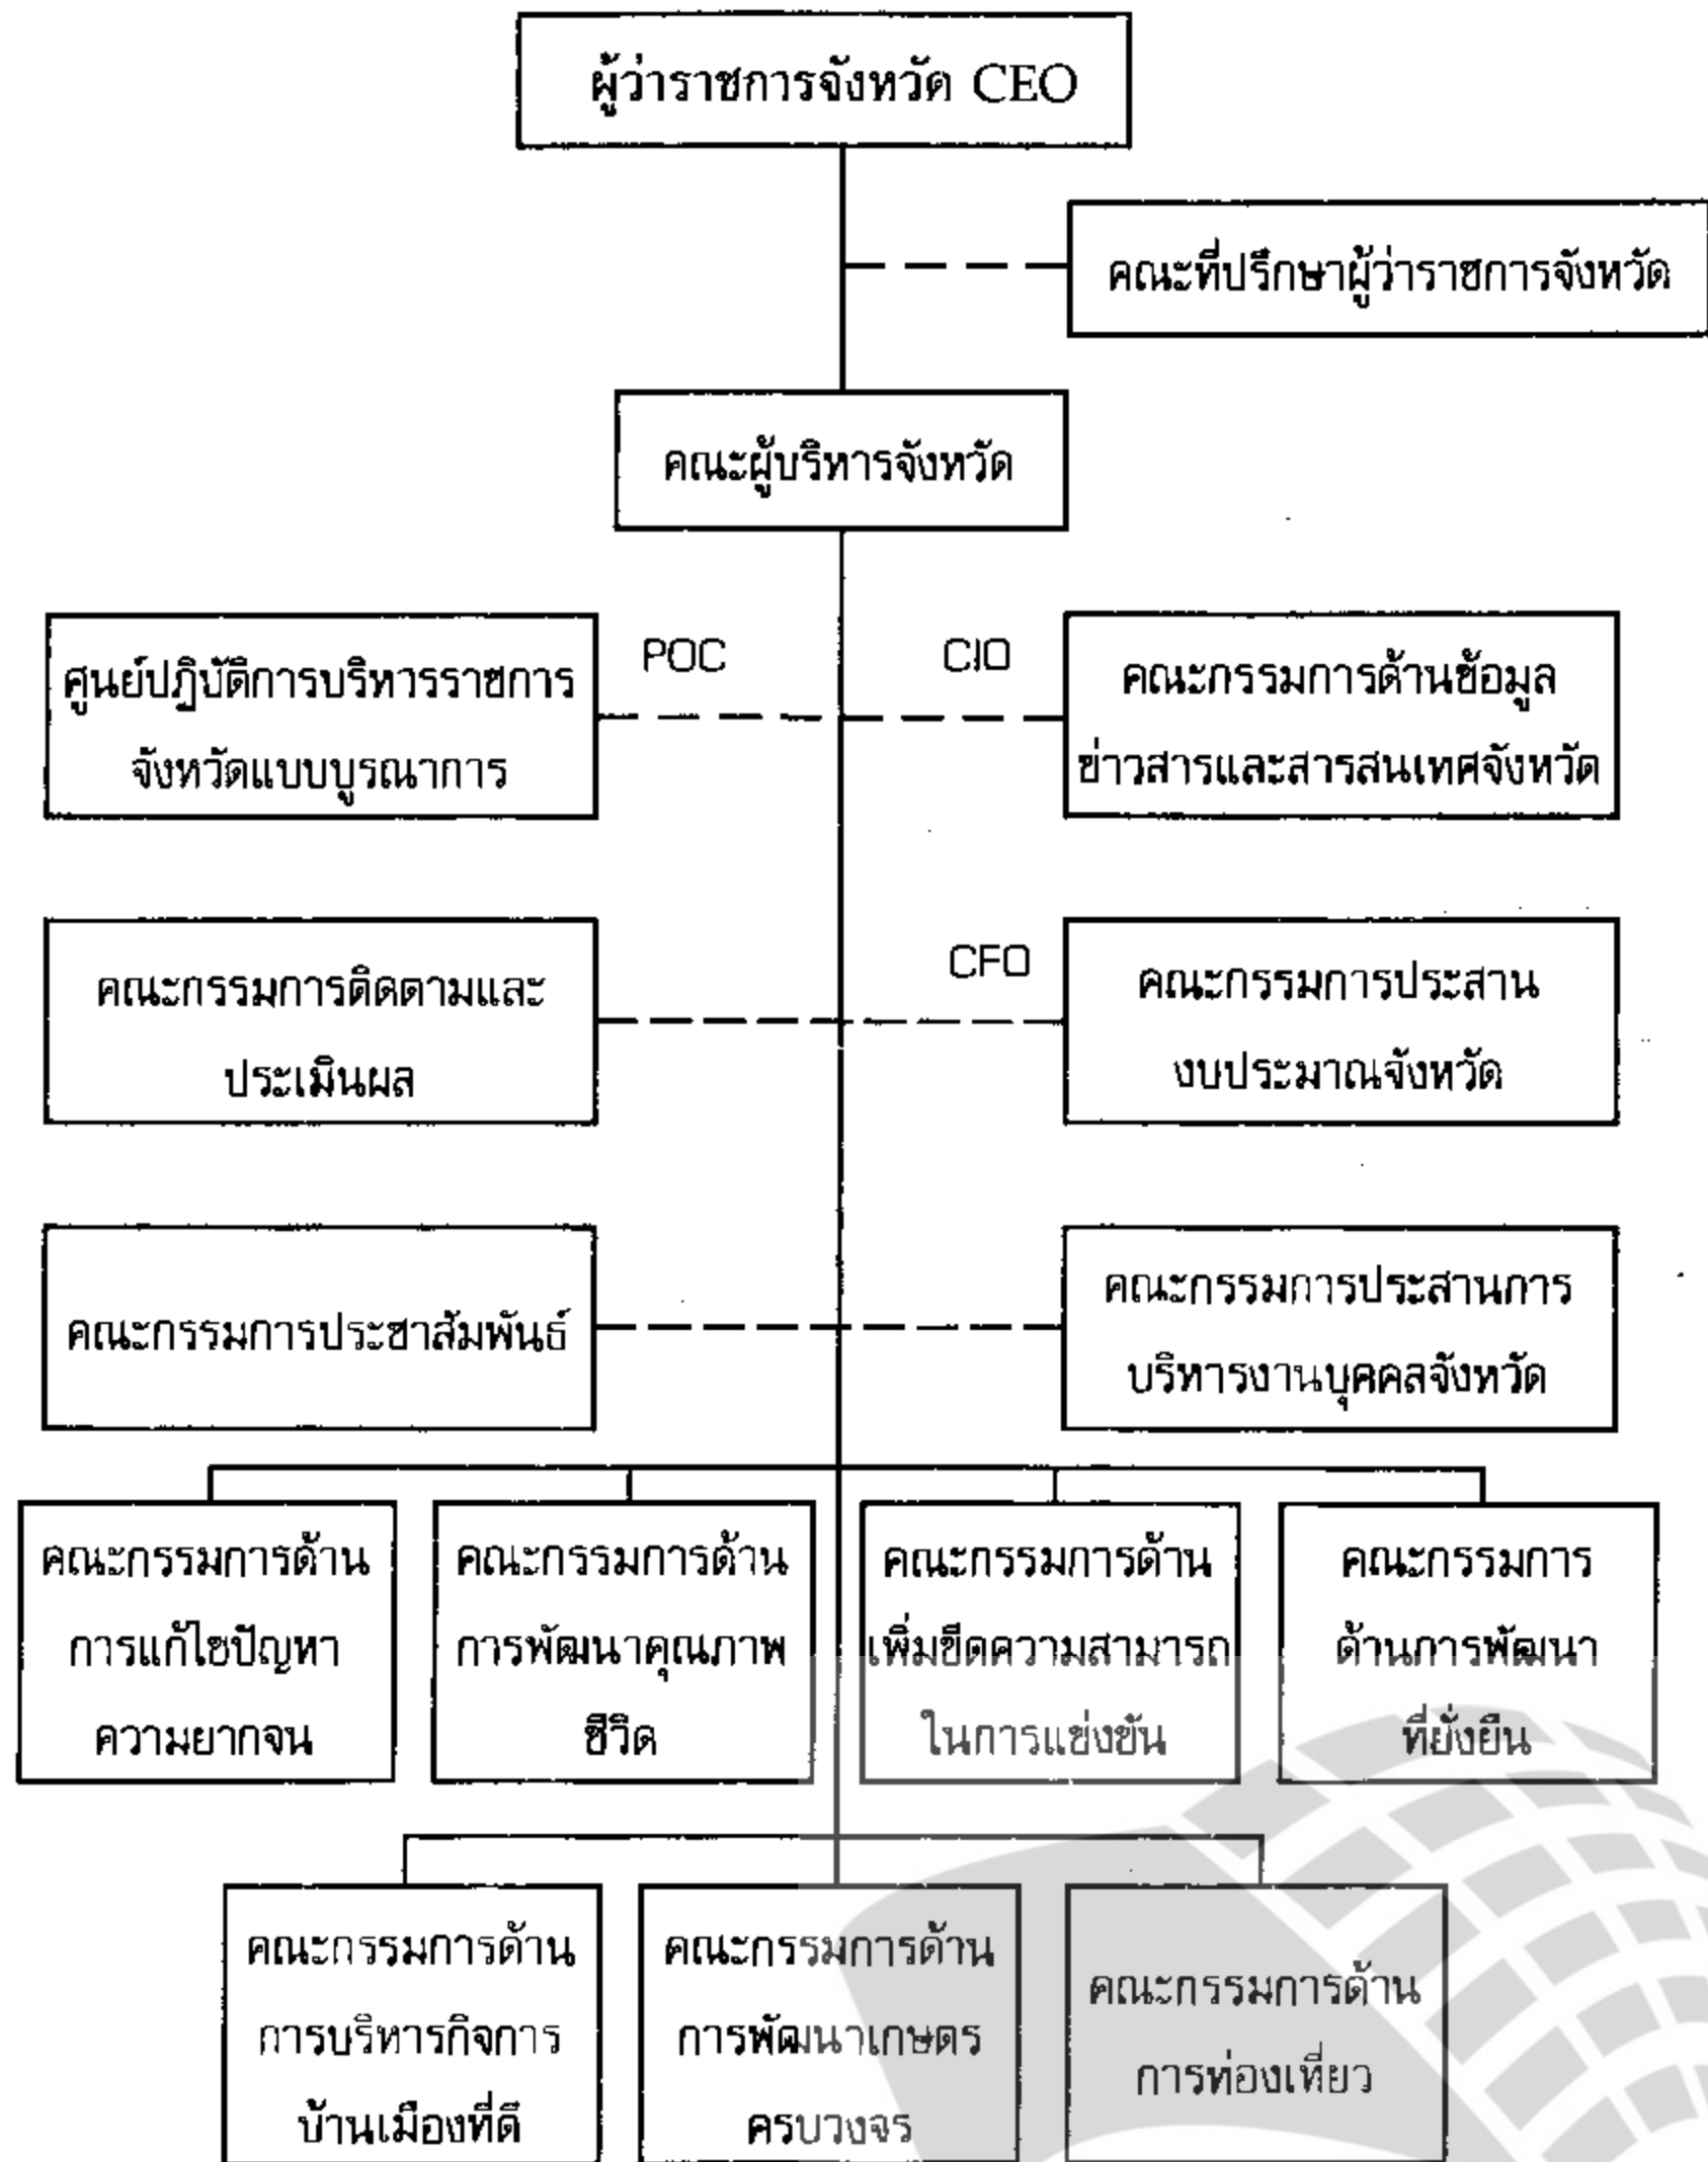 ผู้ว่าราชการจังหวัด CEO
คณะที่ปรึกษาผู้ว่าราชการจังหวัด
คณะผู้บริหารจังหวัด
ศูนย์ปฏิบัติการบริหารราชการ
จังหวัดแบบบูรณาการ
POC
CIO
คณะกรรมการด้านข้อมูล
ข่าวสารและสารสนเทศจังหวัด
คณะกรรมการติดตามและ
ประเมินผล
CFO
คณะกรรมการประสาน
งบประมาณจังหวัด
คณะกรรมการประชาสัมพันธ์
คณะกรรมการประสานการ
บริหารงานบุคคลจังหวัด
คณะกรรมการด้าน
การแก้ไขปัญหา
ความยากจน
คณะกรรมการด้าน
การพัฒนาคุณภาพ
ชีวิต
คณะกรรมการด้าน
เพิ่มขีดความสามารถ
ในการแข่งขัน
คณะกรรมการ
ด้านการพัฒนา
ที่ยั่งยืน
คณะกรรมการด้าน
การบริหารกิจการ
บ้านเมืองที่ดี
คณะกรรมการด้าน
การพัฒนาเกษตร
ครบวงจร
คณะกรรมการด้าน
การท่องเที่ยว